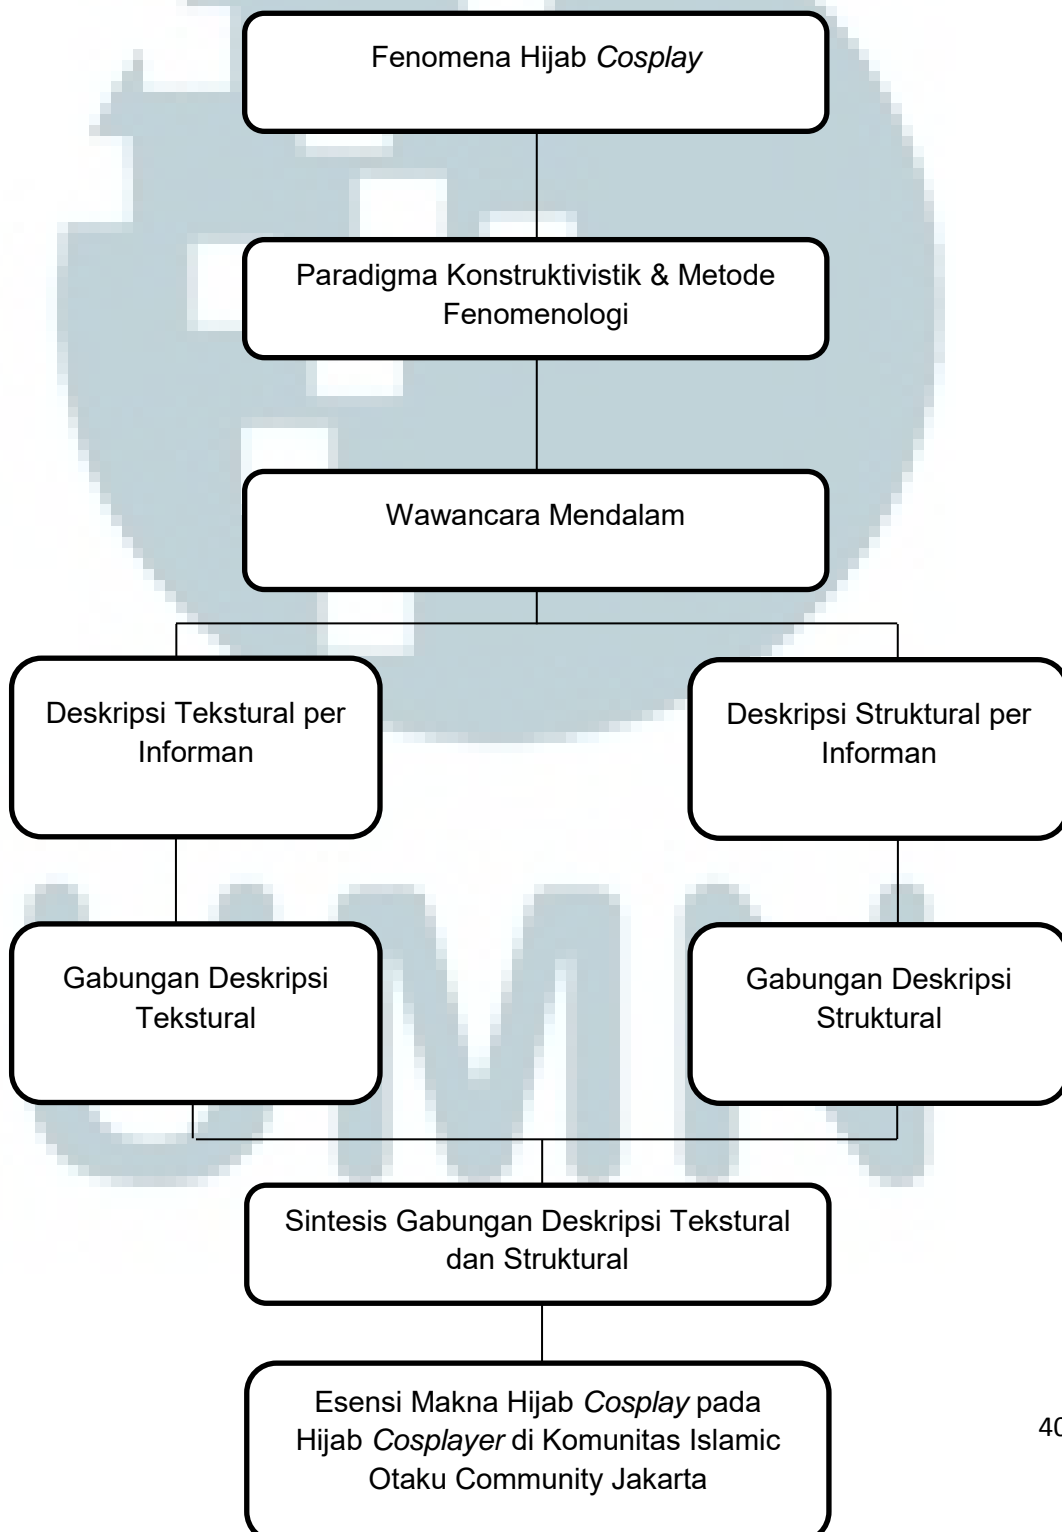 Fenomena Hijab Cosplay
Paradigma Konstruktivistik & Metode
Fenomenologi
Wawancara Mendalam
Deskripsi Tekstural per
Informan
Deskripsi Struktural per
Informan
Gabungan Deskripsi
Tekstural
Gabungan Deskripsi
Struktural
UMN
Sintesis Gabungan Deskripsi Tekstural
dan Struktural
Esensi Makna Hijab Cosplay pada
Hijab Cosplayer di Komunitas Islamic
Otaku Community Jakarta
40